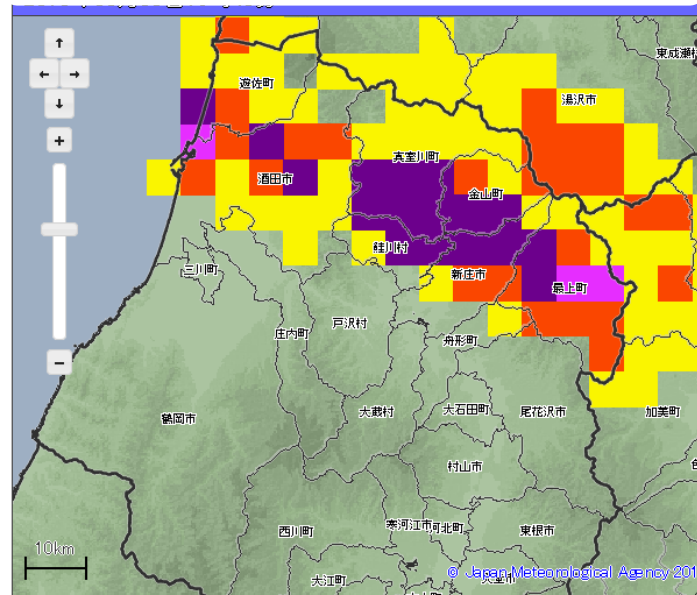 東成瀬村
遊佐町
湯沢市
真室川町
酒田市
金山町
鮭川村
三川町
新庄市
最上町
戸沢村
庄内町
舟形町
大蔵村
大石田町
尾花沢市
鶴岡市
加美町
村山市
西川町
寒河江市
河北町
東根市
大江町
10km
© Japan Meteorological Agency 201